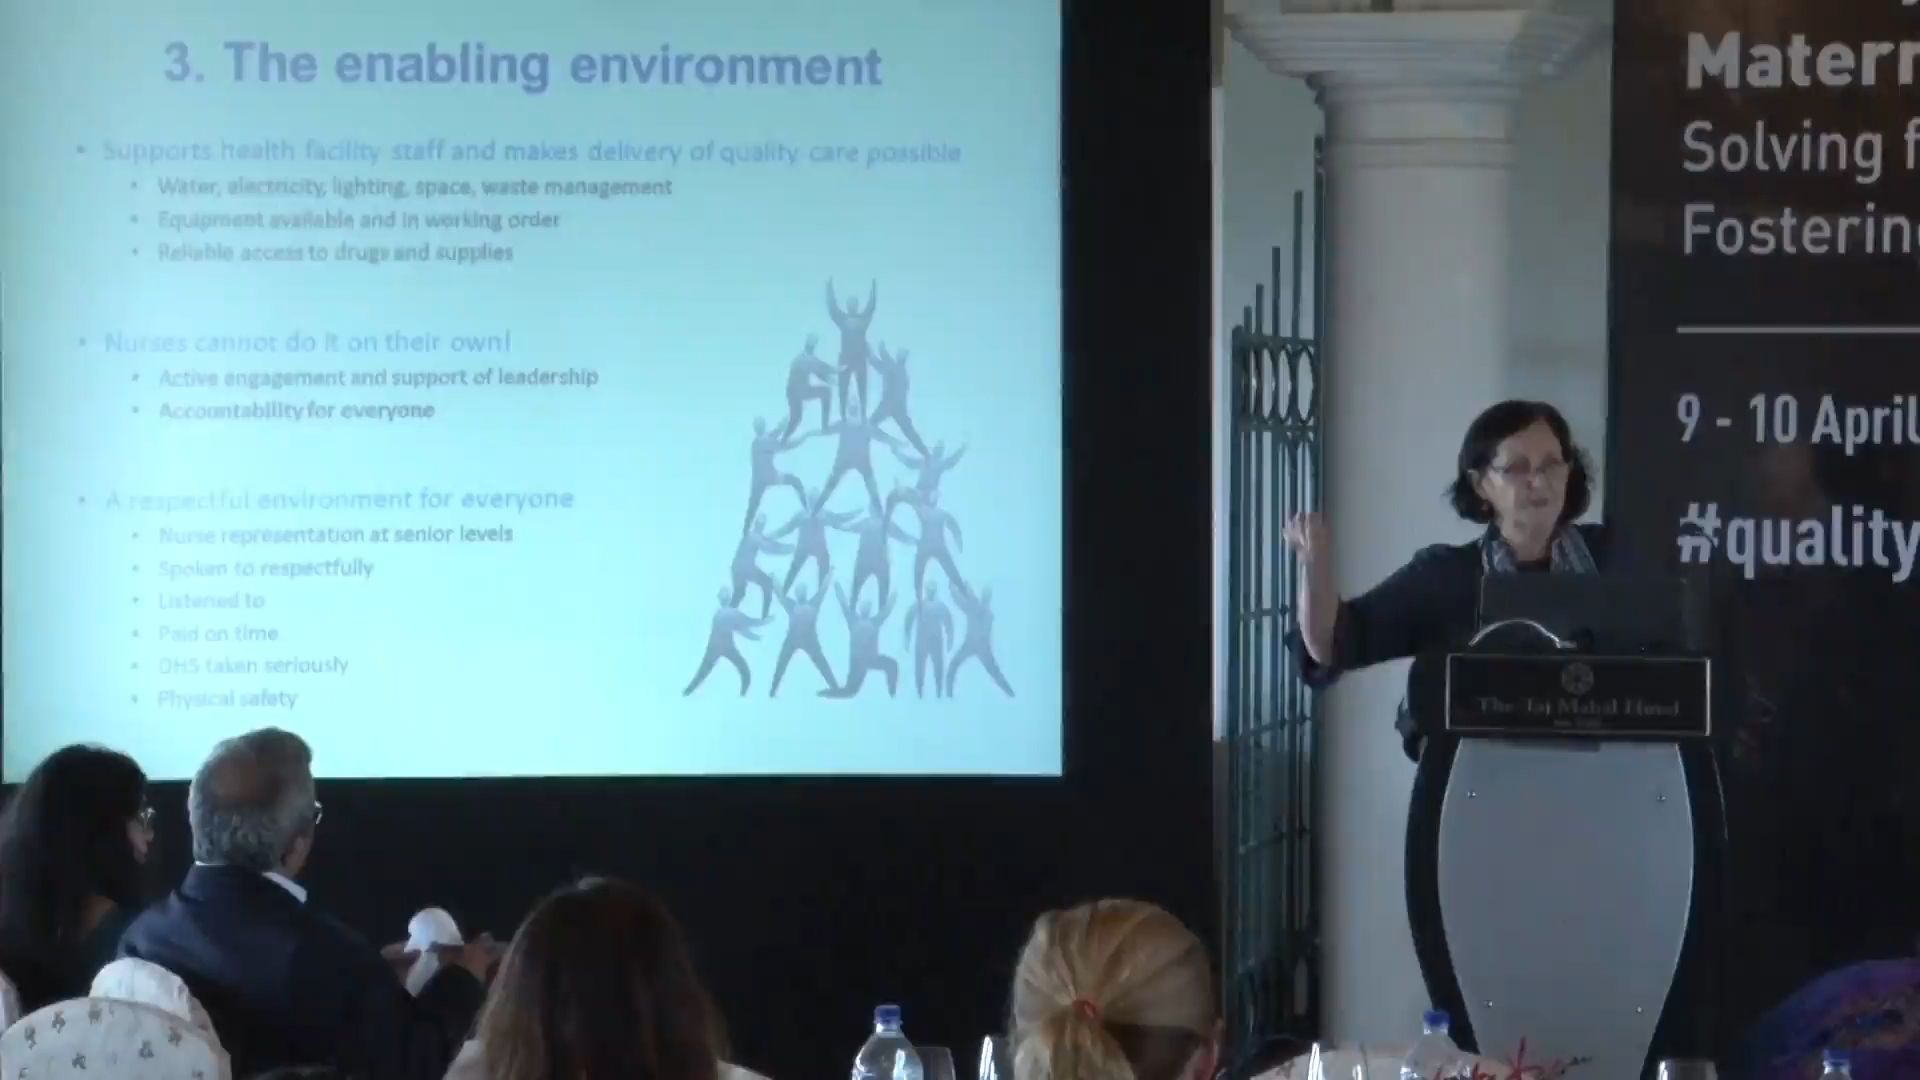 3. The enabling environment
• Supports health facility staff and makes delivery of quality care possible
• Water, electricity, lighting, space, waste management
• Equipment available and in working order
• Reliable access to drugs and supplies
• Nurses cannot do it on their own!
• Active engagement and support of leadership
• Accountability for everyone
• A respectful environment for everyone
• Nurse representation at senior levels
• Spoken to respectfully
• Listened to
• Paid on time
• OHS taken seriously
• Physical safety
Matern
Solving f
Fostering
9 - 10 April
#quality
The Taj Mahal Hotel